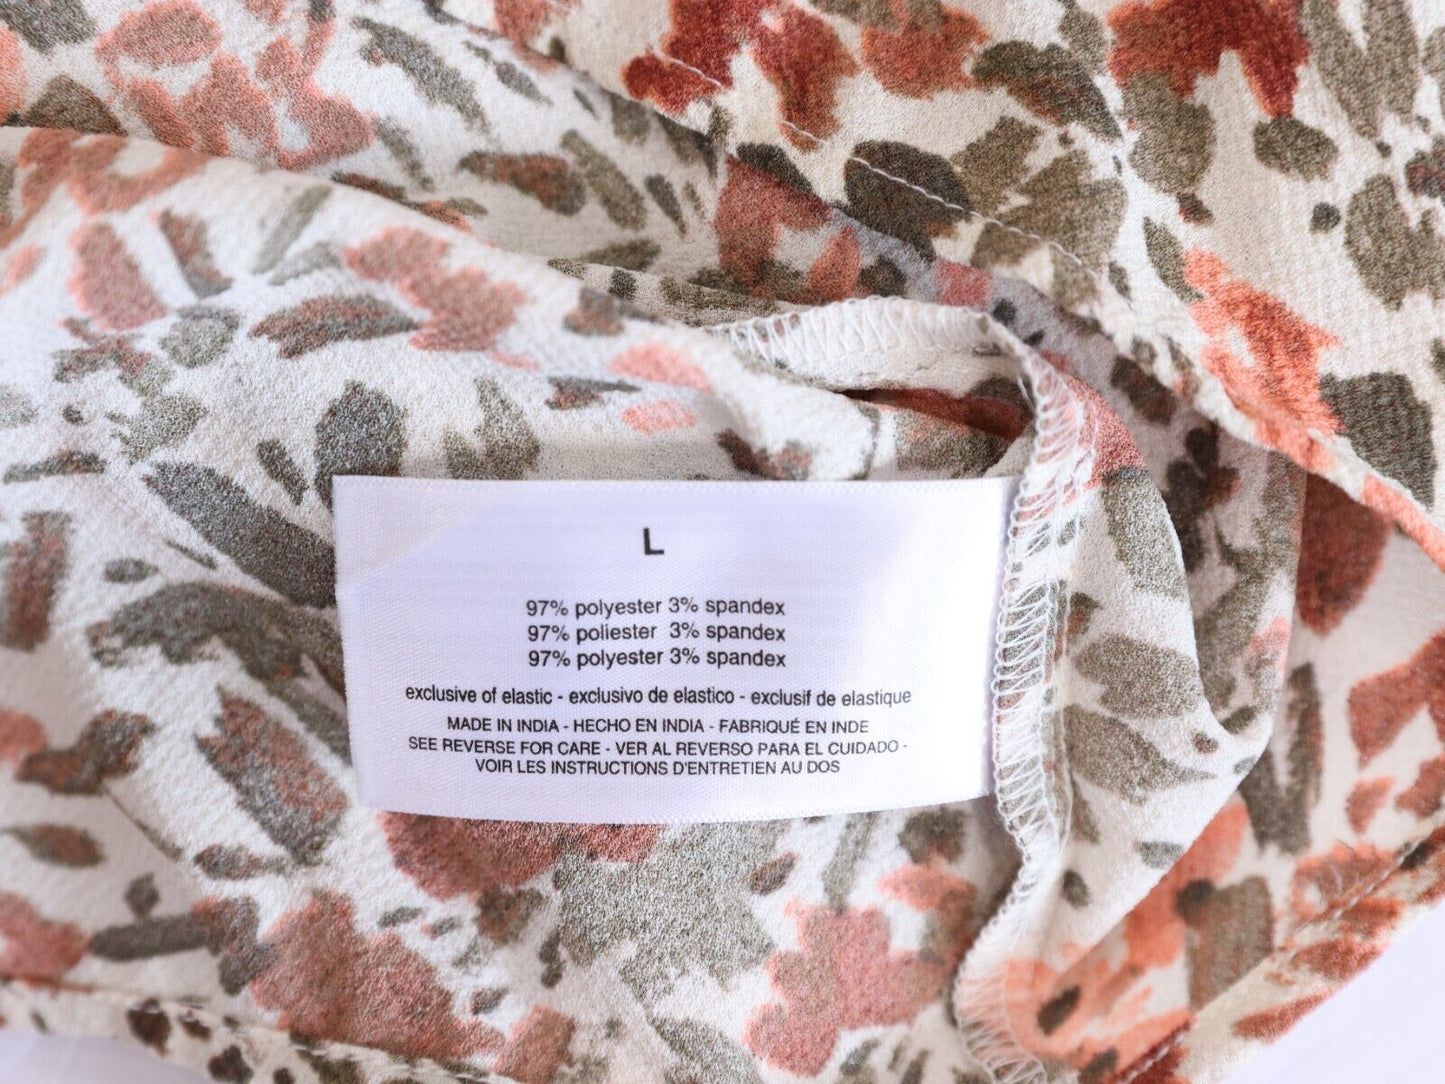 L
97% polyester 3% spandex
97% poliester 3% spandex
97% polyester 3% spandex
exclusive of elastic - exclusivo de elastico - exclusif de elastique
MADE IN INDIA - HECHO EN INDIA - FABRIQUÉ EN INDE
SEE REVERSE FOR CARE - VER AL REVERSO PARA EL CUIDADO -
VOIR LES INSTRUCTIONS D'ENTRETIEN AU DOS